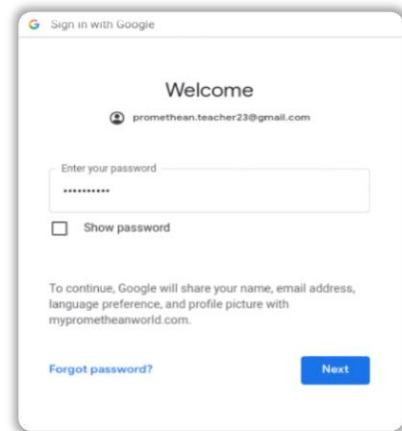 Sign in with Google
Welcome
promethean.teacher23@gmail.com
Enter your password
••••••••••
Show password
To continue, Google will share your name, email address,
language preference, and profile picture with
myprometheanworld.com.
Forgot password?
Next